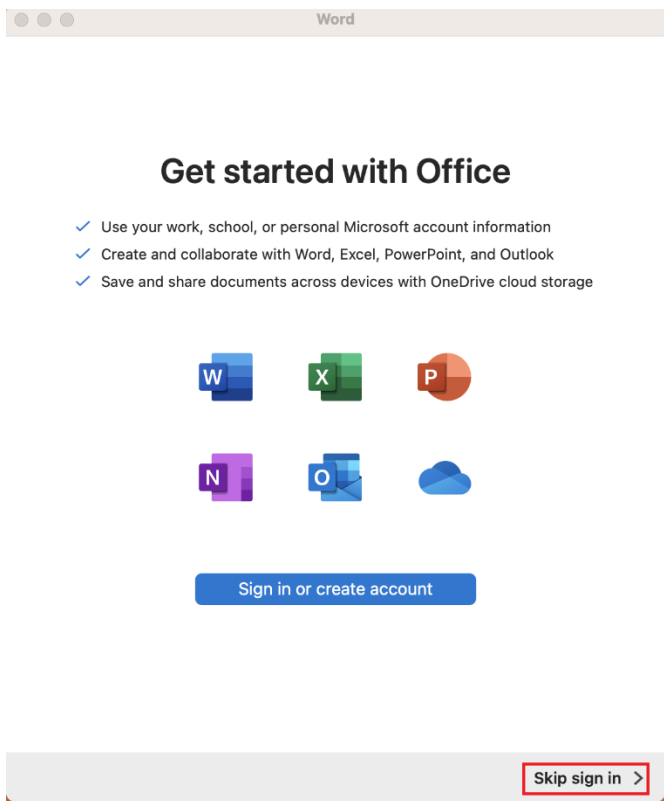 Word
Get started with Office
Use your work, school, or personal Microsoft account information
Create and collaborate with Word, Excel, PowerPoint, and Outlook
Save and share documents across devices with OneDrive cloud storage
W X P
N O
Sign in or create account
Skip sign in >